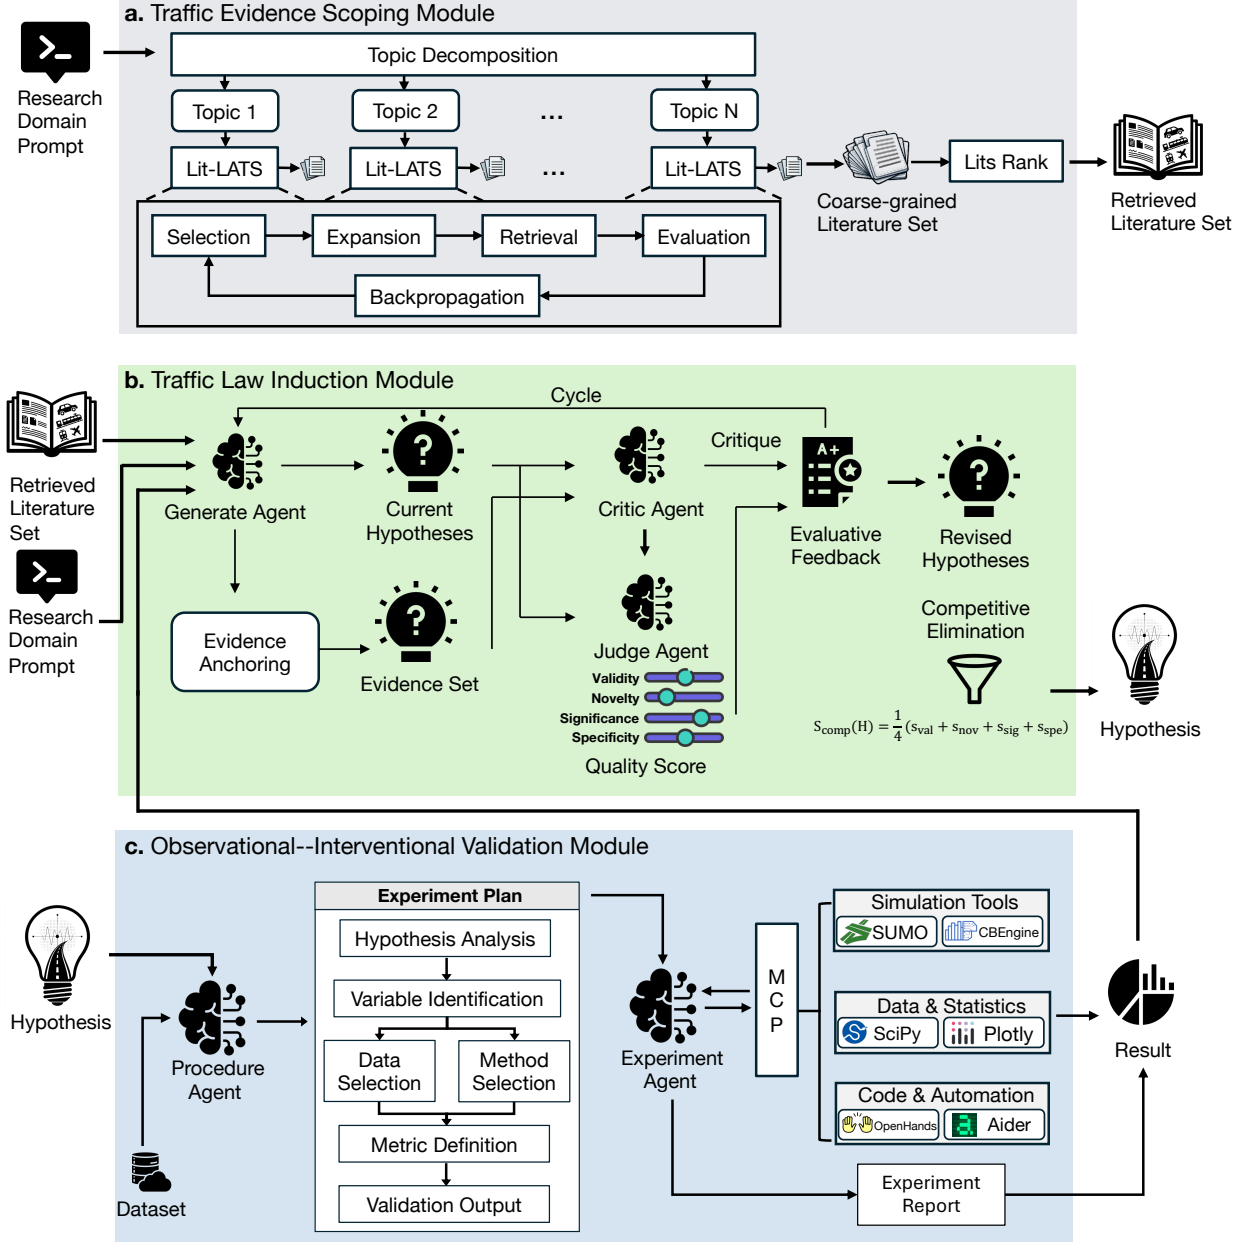 a. Traffic Evidence Scoping Module
Research
Domain
Prompt
Topic Decomposition
Topic 1
Topic 2
...
Topic N
Lit-LATS
Lit-LATS
...
Lit-LATS
Coarse-grained
Literature Set
Lits Rank
Retrieved
Literature Set
Selection
Expansion
Retrieval
Evaluation
Backpropagation
b. Traffic Law Induction Module
Cycle
Retrieved
Literature
Set
Research
Domain
Prompt
Generate Agent
Current
Hypotheses
Critic Agent
Critique
A+
Evaluative
Feedback
Revised
Hypotheses
Evidence
Anchoring
Evidence Set
Judge Agent
Validity
Novelty
Significance
Specificity
Quality Score
Competitive
Elimination
S_comp(H) = 1/4 (s_val + s_nov + s_sig + s_spe)
Hypothesis
c. Observational--Interventional Validation Module
Hypothesis
Dataset
Procedure
Agent
Experiment Plan
Hypothesis Analysis
Variable Identification
Data
Selection
Method
Selection
Metric Definition
Validation Output
Experiment
Agent
M
C
P
Simulation Tools
SUMO
CBEngine
Data & Statistics
SciPy
Plotly
Code & Automation
OpenHands
a
Aider
Experiment
Report
Result